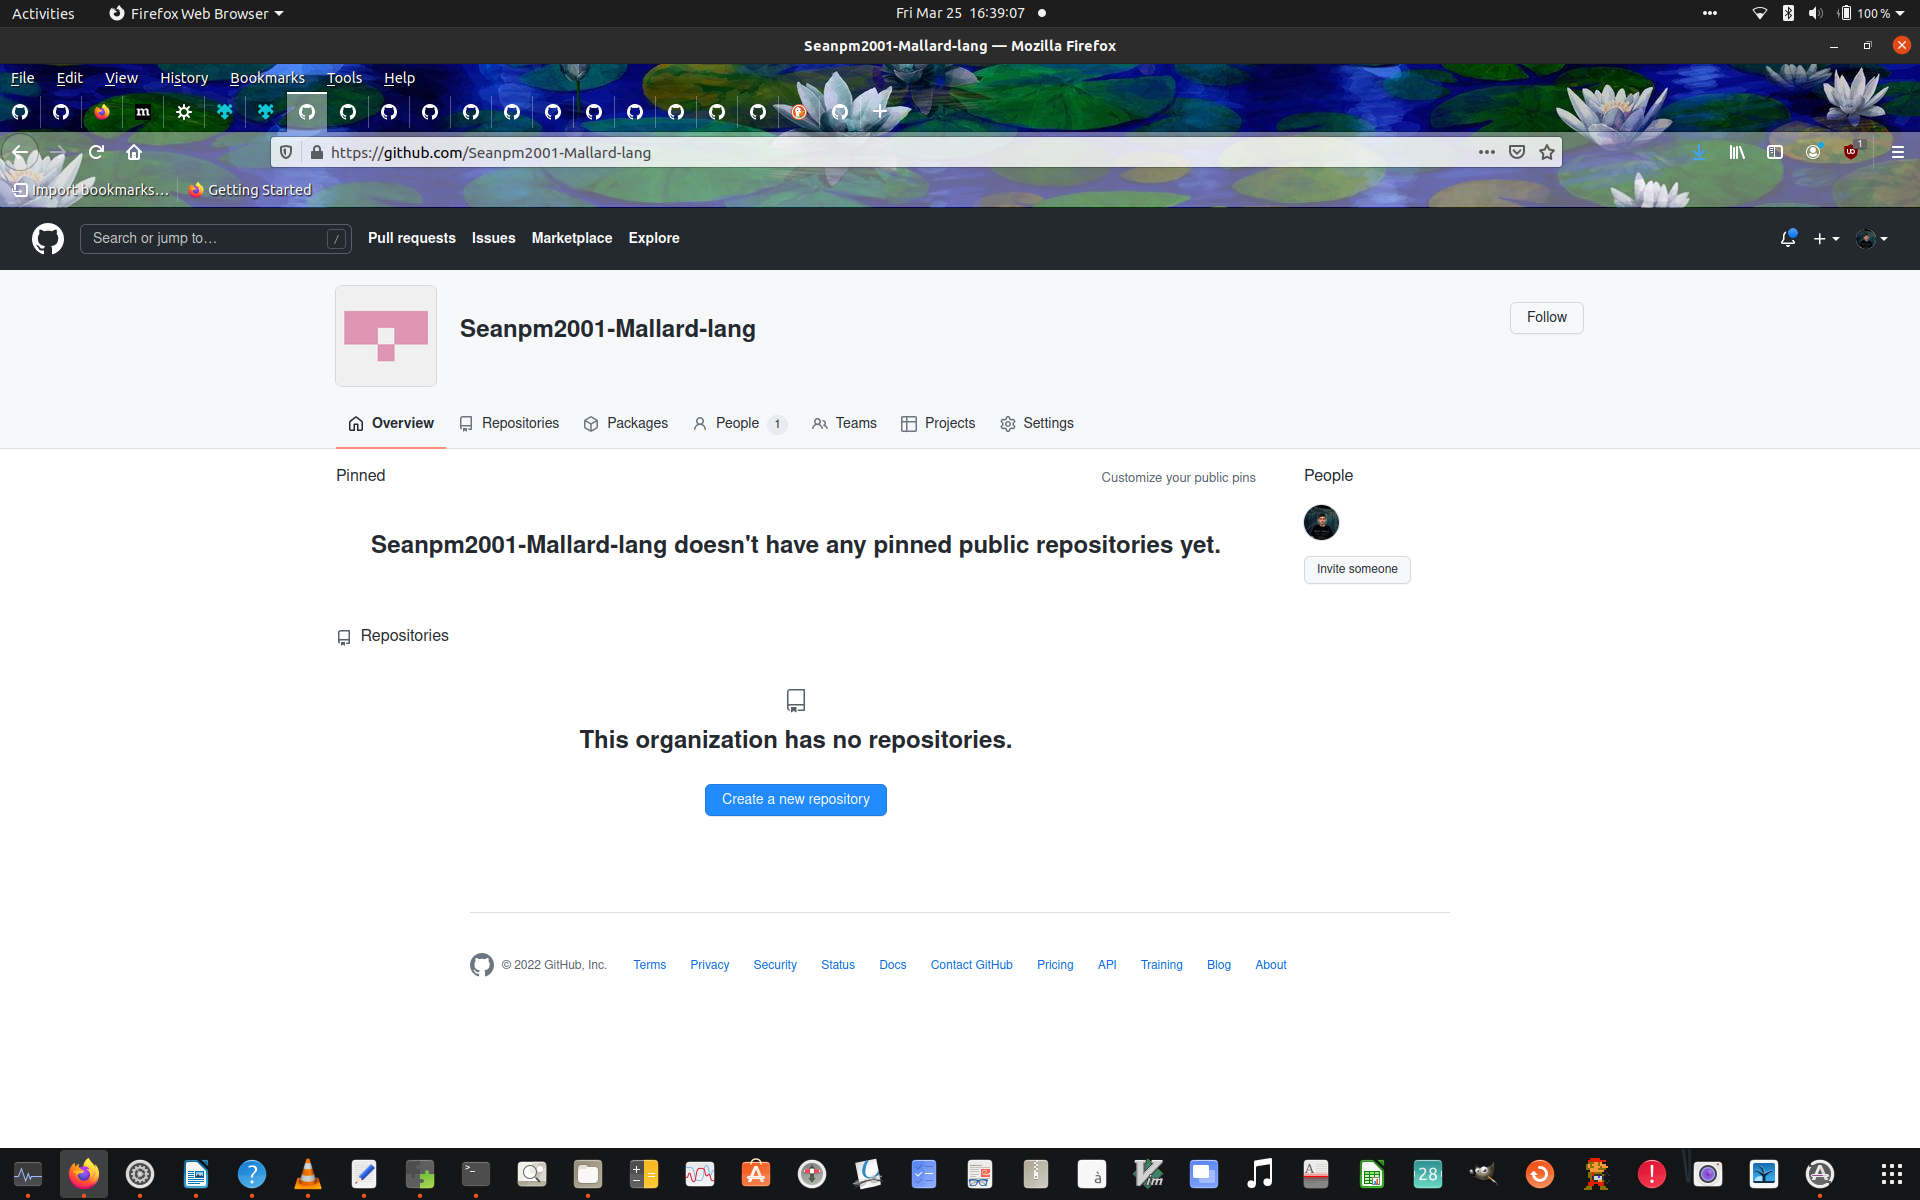 Activities Firefox Web Browser Fri Mar 25 16:39:07 100 %
Seanpm2001-Mallard-lang — Mozilla Firefox
File Edit View History Bookmarks Tools Help
m
https://github.com/Seanpm2001-Mallard-lang 1
Import bookmarks... Getting Started
Search or jump to... / Pull requests Issues Marketplace Explore
Seanpm2001-Mallard-lang
Follow
Overview Repositories Packages People 1 Teams Projects Settings
Pinned Customize your public pins People
Seanpm2001-Mallard-lang doesn't have any pinned public repositories yet.
Invite someone
Repositories
This organization has no repositories.
Create a new repository
© 2022 GitHub, Inc. Terms Privacy Security Status Docs Contact GitHub Pricing API Training Blog About
28